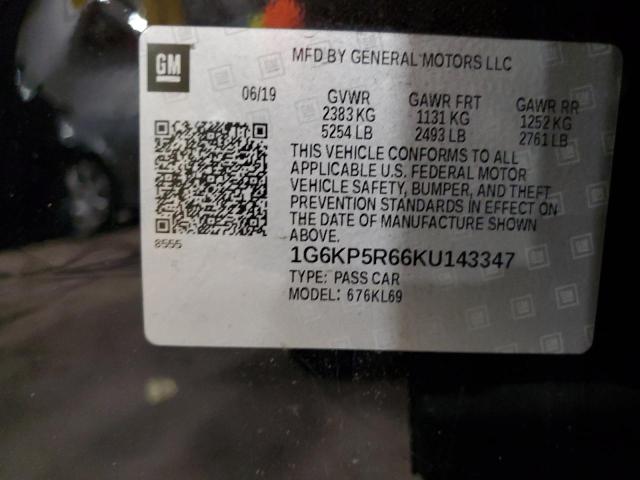 GM
MFD BY GENERAL MOTORS LLC
06/19 GVWR GAWR FRT GAWR RR
2383 KG 1131 KG 1252 KG
5254 LB 2493 LB 2761 LB
THIS VEHICLE CONFORMS TO ALL
APPLICABLE U.S. FEDERAL MOTOR
VEHICLE SAFETY, BUMPER, AND THEFT
PREVENTION STANDARDS IN EFFECT ON
THE DATE OF MANUFACTURE SHOWN
ABOVE.
8555
1G6KP5R66KU143347
TYPE: PASS CAR
MODEL: 676KL69